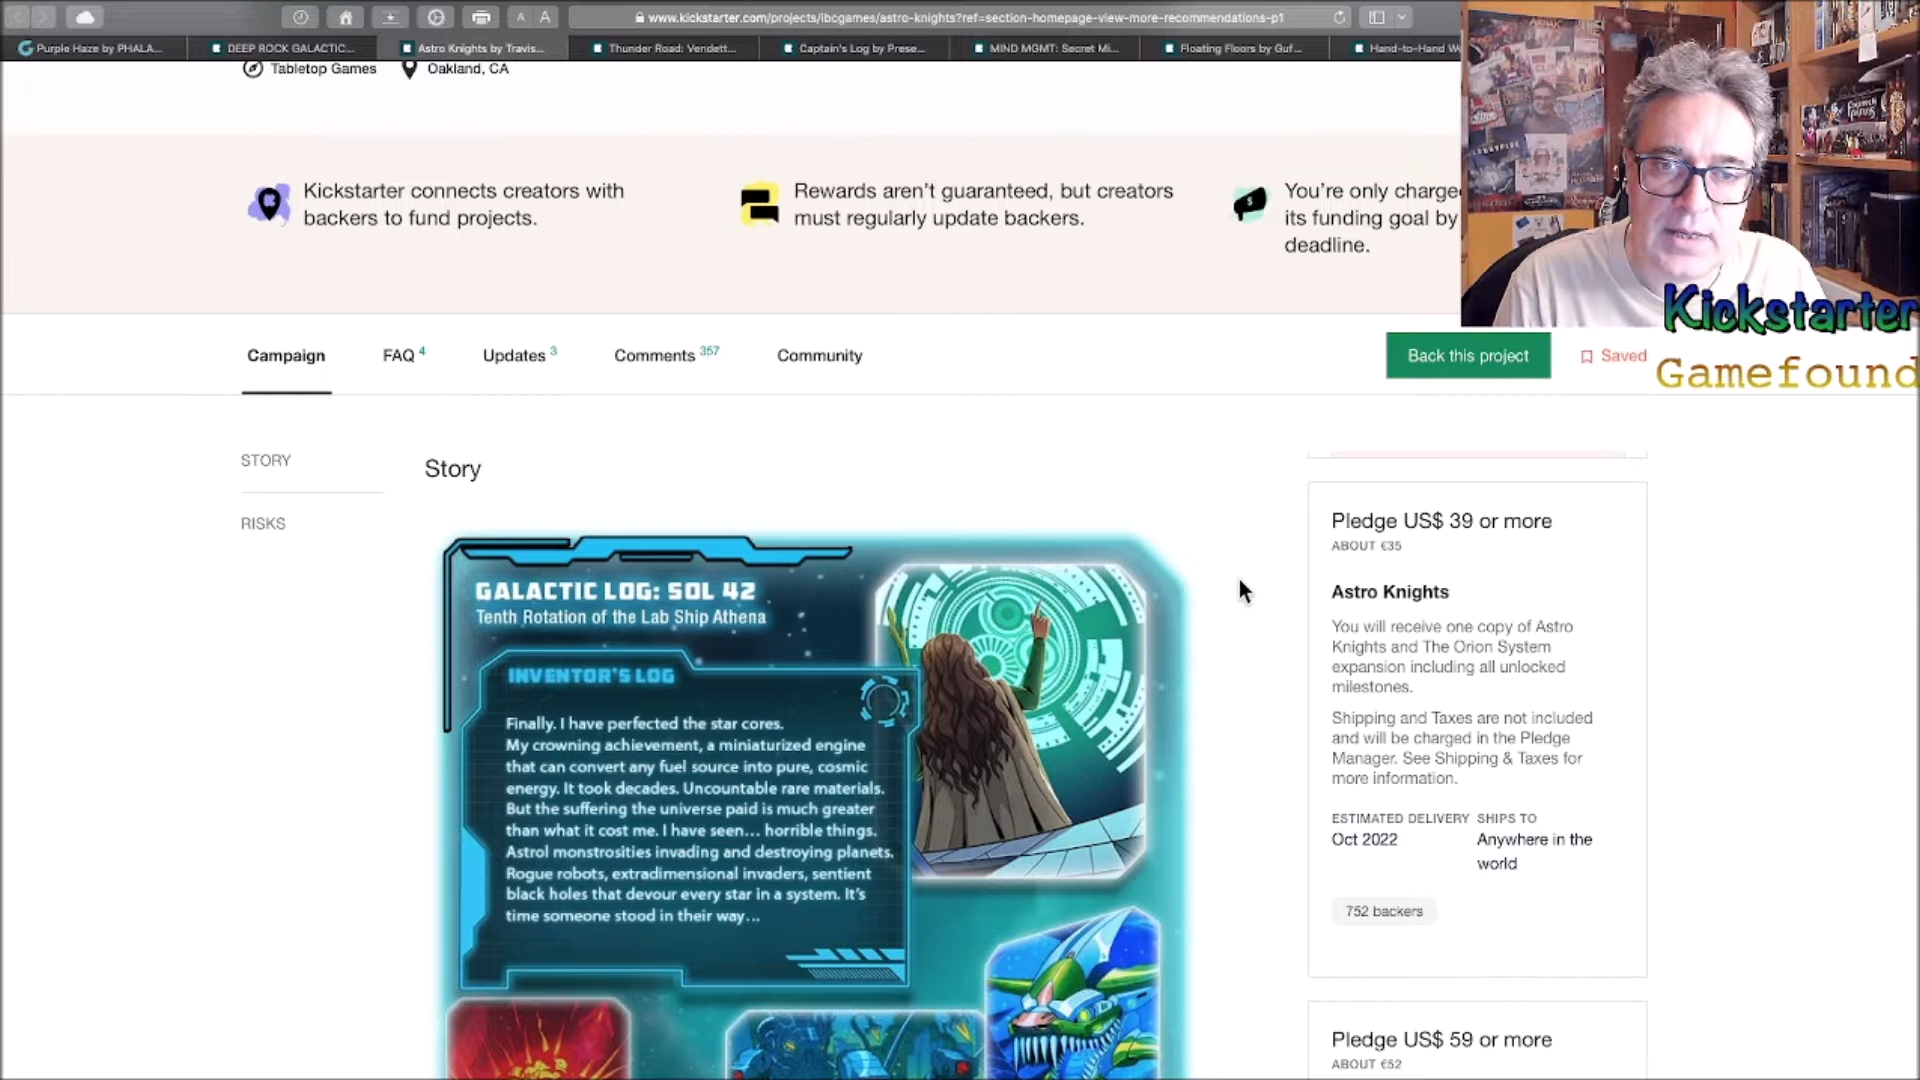 www.kickstarter.com/projects/ibcgames/astro-knights?ref=section-homepage-view-more-recommendations-p1
A A
Purple Haze by PHALA...
DEEP ROCK GALACTIC...
Astro Knights by Travis...
Thunder Road: Vendett...
Captain's Log by Prese...
MIND MGMT: Secret Mi...
Floating Floors by Guf...
Hand-to-Hand Wo
Tabletop Games
Oakland, CA
Kickstarter connects creators with
backers to fund projects.
Rewards aren't guaranteed, but creators
must regularly update backers.
You're only charge
its funding goal by
deadline.
Kickstarter
Gamefound
Campaign
FAQ 4
Updates 3
Comments 357
Community
Back this project
Saved
STORY
RISKS
Story
GALACTIC LOG: SOL 42
Tenth Rotation of the Lab Ship Athena
INVENTOR'S LOG
Finally. I have perfected the star cores.
My crowning achievement, a miniaturized engine
that can convert any fuel source into pure, cosmic
energy. It took decades. Uncountable rare materials.
But the suffering the universe paid is much greater
than what it cost me. I have seen... horrible things.
Astrol monstrosities invading and destroying planets.
Rogue robots, extradimensional invaders, sentient
black holes that devour every star in a system. It's
time someone stood in their way...
Pledge US$ 39 or more
ABOUT €35
Astro Knights
You will receive one copy of Astro
Knights and The Orion System
expansion including all unlocked
milestones.
Shipping and Taxes are not included
and will be charged in the Pledge
Manager. See Shipping & Taxes for
more information.
ESTIMATED DELIVERY
Oct 2022
SHIPS TO
Anywhere in the
world
752 backers
Pledge US$ 59 or more
ABOUT €52